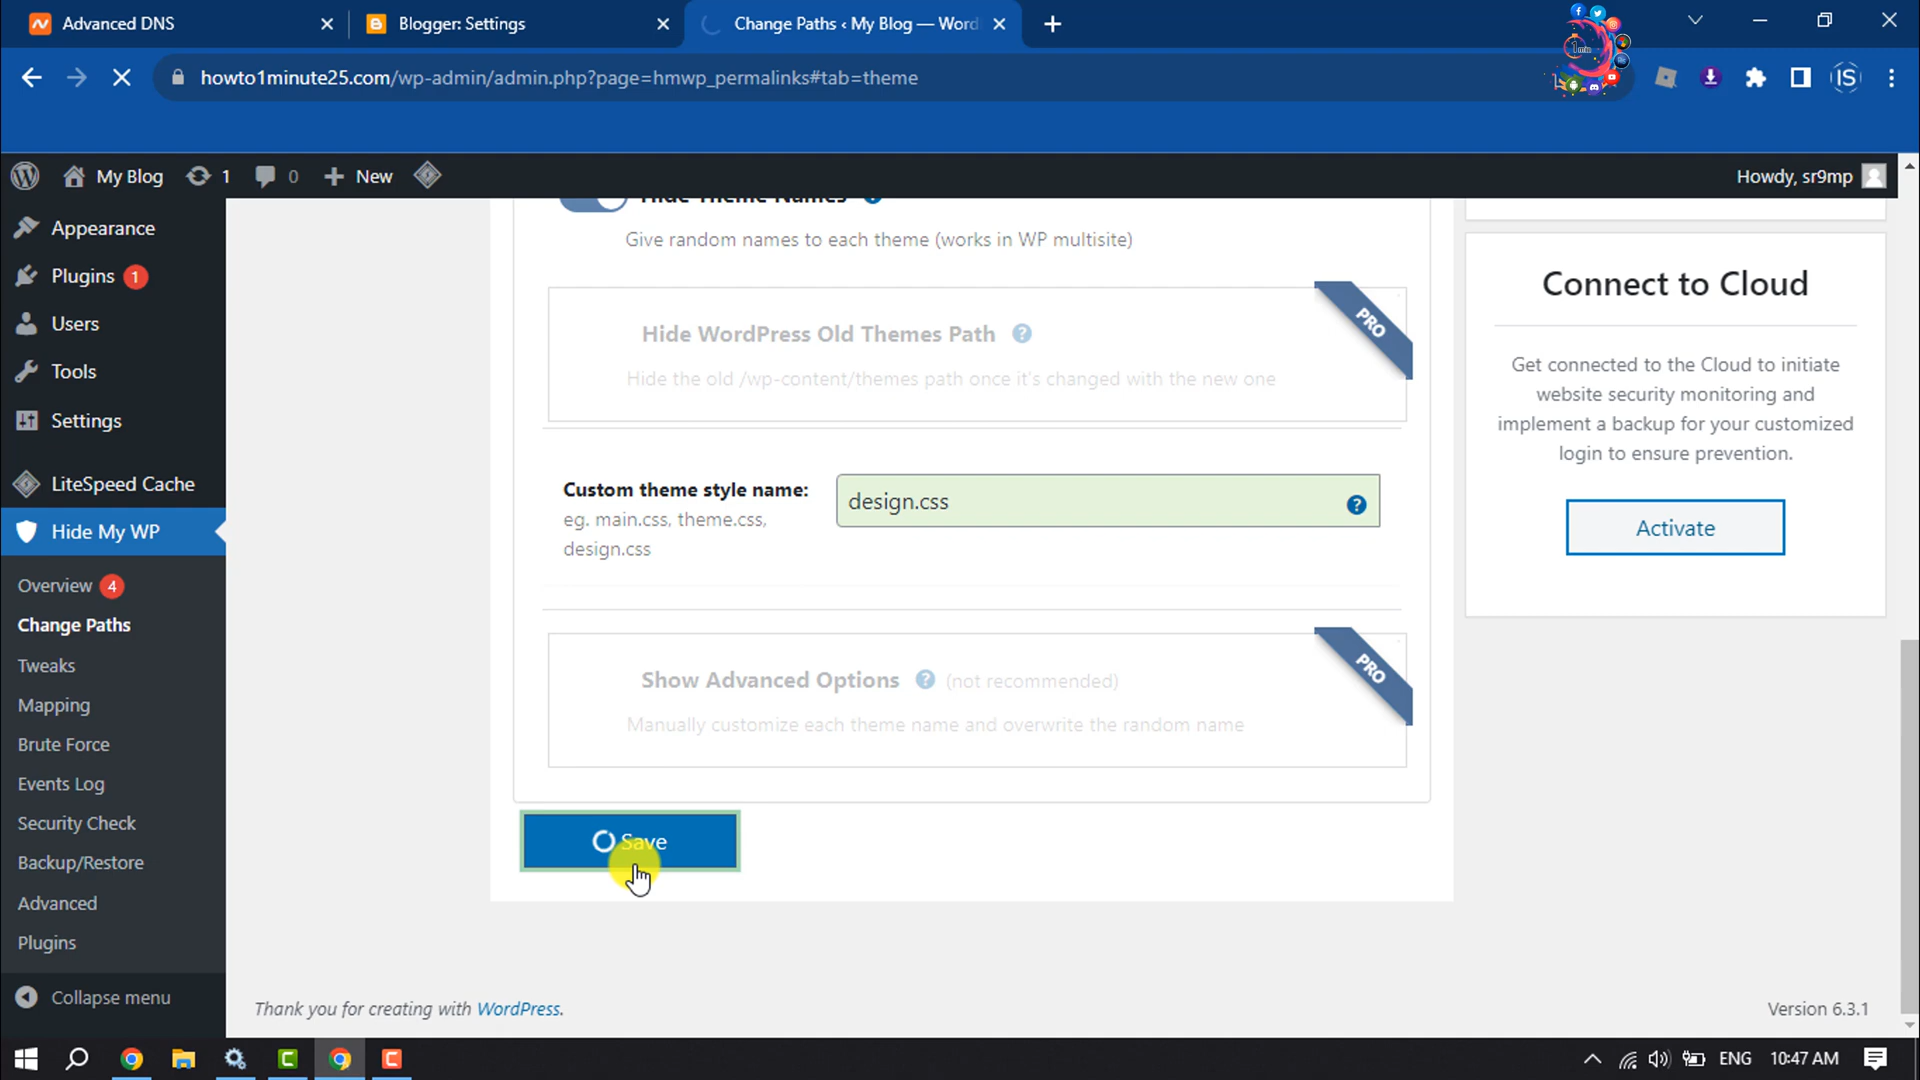 Advanced DNS
Blogger: Settings
Change Paths ‹ My Blog — Word
howto1minute25.com/wp-admin/admin.php?page=hmwp_permalinks#tab=theme
1min
IS
My Blog
1
0
New
Howdy, sr9mp
Appearance
Plugins 1
Users
Tools
Settings
LiteSpeed Cache
Hide My WP
Overview 4
Change Paths
Tweaks
Mapping
Brute Force
Events Log
Security Check
Backup/Restore
Advanced
Plugins
Collapse menu
Hide Theme Names
Give random names to each theme (works in WP multisite)
PRO
Hide WordPress Old Themes Path ?
Hide the old /wp-content/themes path once it's changed with the new one
Custom theme style name:
eg. main.css, theme.css,
design.css
design.css
?
PRO
Show Advanced Options ? (not recommended)
Manually customize each theme name and overwrite the random name
Save
Connect to Cloud
Get connected to the Cloud to initiate
website security monitoring and
implement a backup for your customized
login to ensure prevention.
Activate
Thank you for creating with WordPress.
Version 6.3.1
ENG
10:47 AM